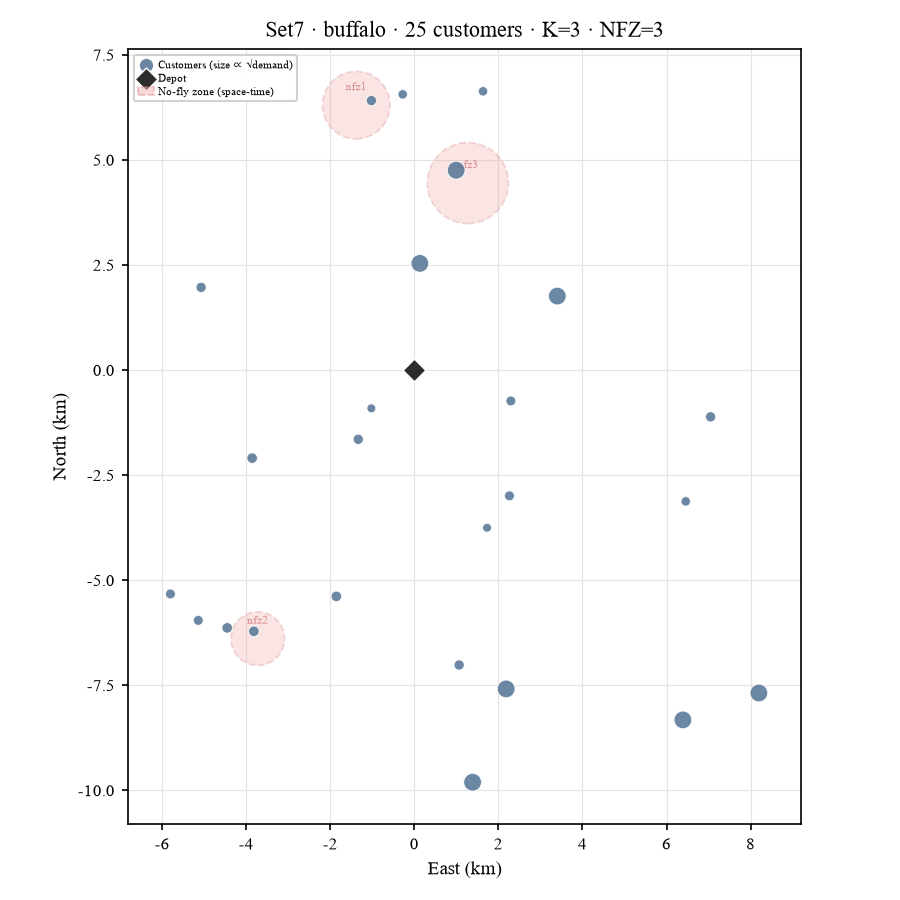 Set7 · buffalo · 25 customers · K=3 · NFZ=3
Customers (size ∝ √demand)
Depot
No-fly zone (space-time)
nfz1
fz3
nfz2
7.5
5.0
2.5
0.0
-2.5
-5.0
-7.5
-10.0
North (km)
-6
-4
-2
0
2
4
6
8
East (km)